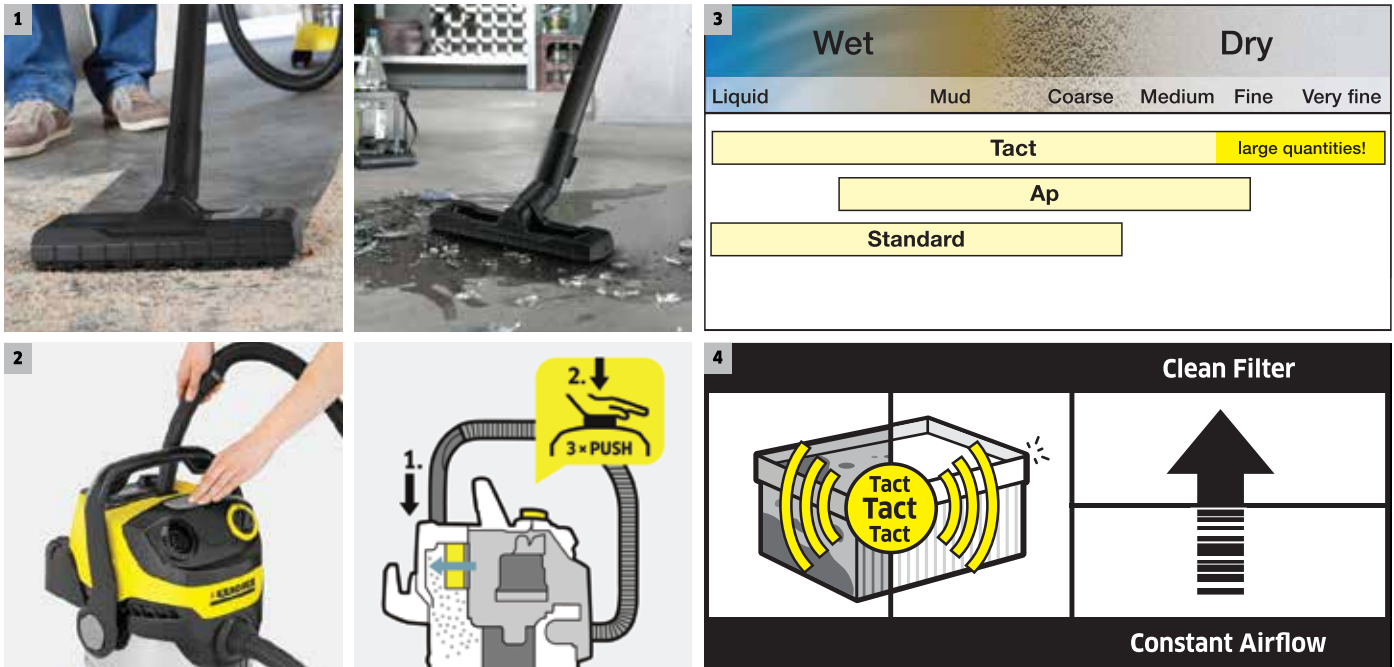 1
3
Wet Dry
Liquid Mud Coarse Medium Fine Very fine
Tact large quantities!
Ap
Standard
2
KÄRCHER
1.
2.
3 × PUSH
4
Clean Filter
Tact
Tact
Tact
Constant Airflow